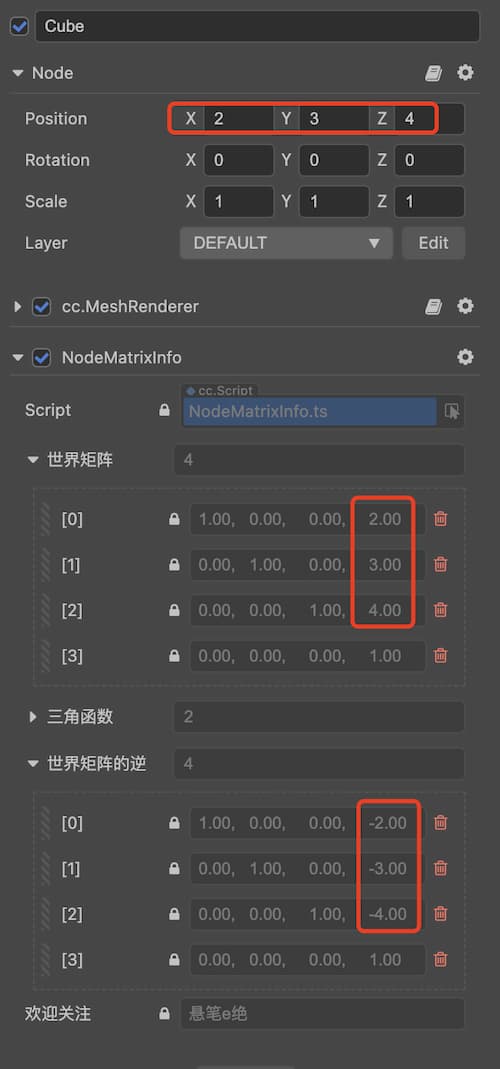 Cube
Node
Position X 2 Y 3 Z 4
Rotation X 0 Y 0 Z 0
Scale X 1 Y 1 Z 1
Layer DEFAULT Edit
cc.MeshRenderer
NodeMatrixInfo
cc.Script
Script NodeMatrixInfo.ts
世界矩阵 4
[0] 1.00, 0.00, 0.00, 2.00
[1] 0.00, 1.00, 0.00, 3.00
[2] 0.00, 0.00, 1.00, 4.00
[3] 0.00, 0.00, 0.00, 1.00
三角函数 2
世界矩阵的逆 4
[0] 1.00, 0.00, 0.00, -2.00
[1] 0.00, 1.00, 0.00, -3.00
[2] 0.00, 0.00, 1.00, -4.00
[3] 0.00, 0.00, 0.00, 1.00
欢迎关注 悬笔e绝